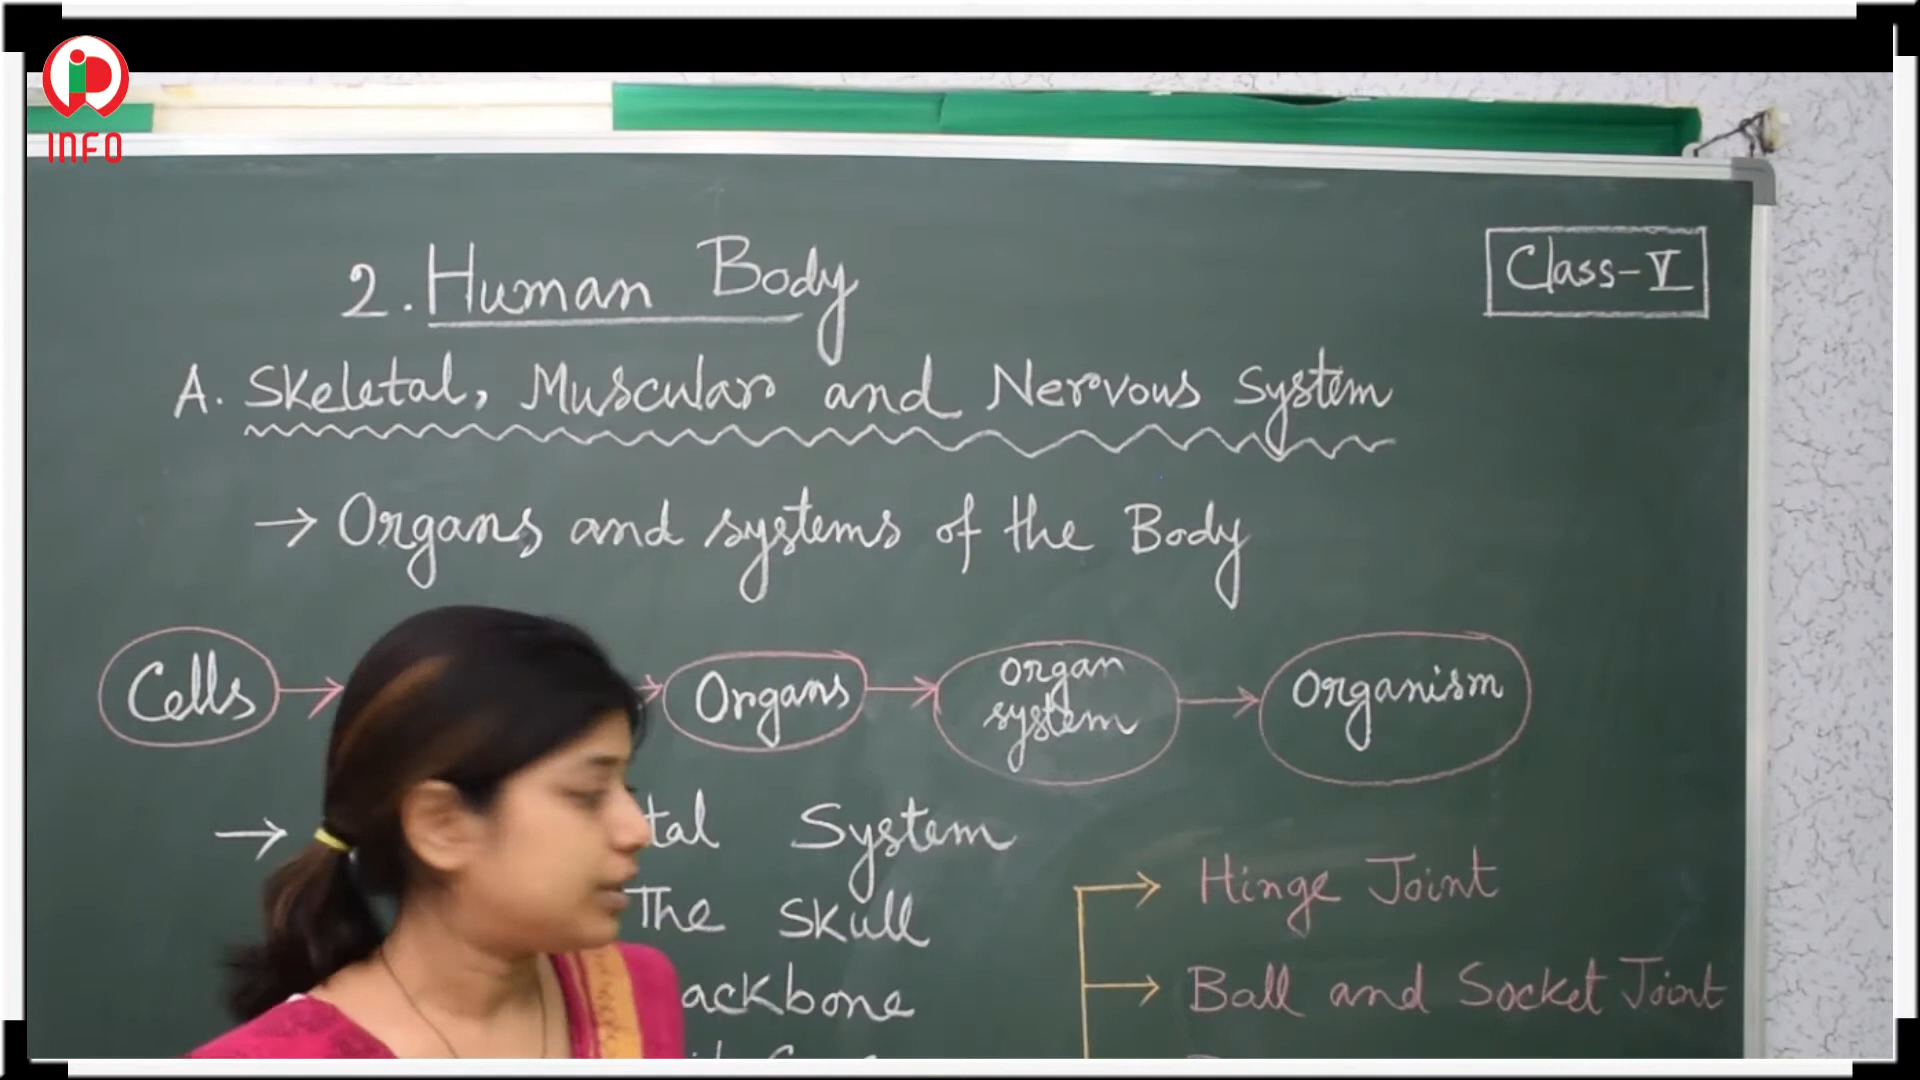 INFO
2. Human Body
Class-V
A. Skeletal, Muscular and Nervous System
→ Organs and systems of the Body
Cells → → Organs → organ system → organism
→ tal System
The Skull
ackbone
Hinge Joint
Ball and Socket Joint